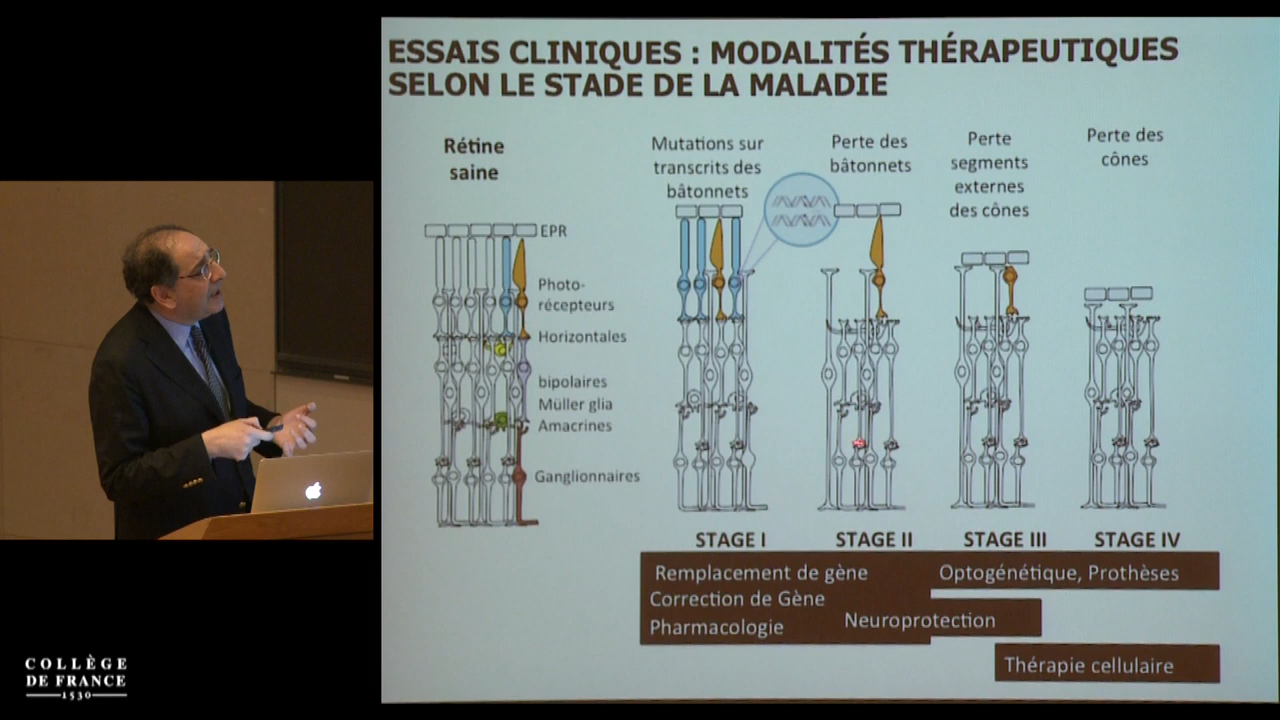 ESSAIS CLINIQUES : MODALITÉS THÉRAPEUTIQUES
SELON LE STADE DE LA MALADIE
Rétine
saine
Mutations sur
transcrits des
bâtonnets
Perte des
bâtonnets
Perte
segments
externes
des cônes
Perte des
cônes
EPR
Photo-
récepteurs
Horizontales
bipolaires
Müller glia
Amacrines
Ganglionnaires
STAGE I
STAGE II
STAGE III
STAGE IV
Remplacement de gène
Correction de Gène
Pharmacologie
Optogénétique, Prothèses
Neuroprotection
Thérapie cellulaire
COLLÈGE
DE FRANCE
1530